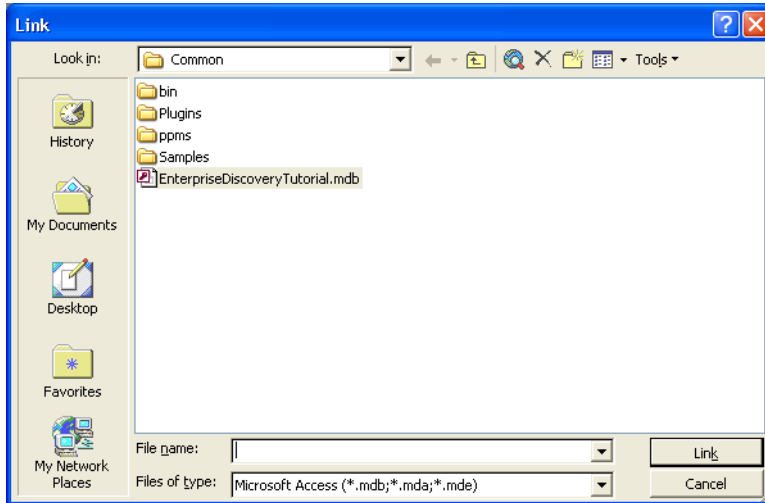 Link
Look in: Common Tools
bin
Plugins
ppms
Samples
EnterpriseDiscoveryTutorial.mdb
History
My Documents
Desktop
Favorites
My Network
Places
File name: Link
Files of type: Microsoft Access (*.mdb;*.mda;*.mde) Cancel